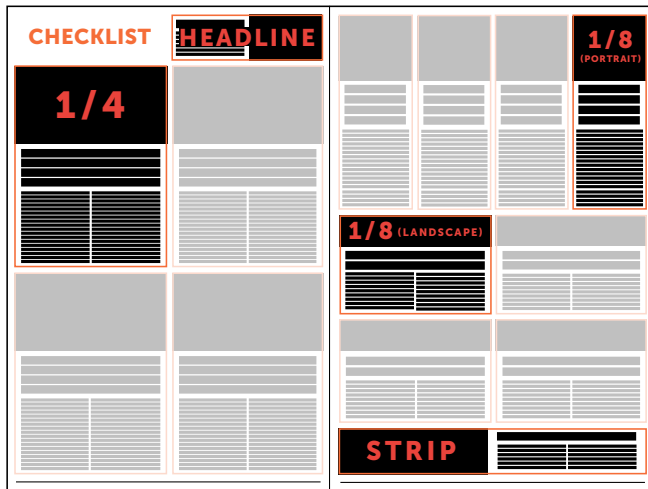 CHECKLIST
HEADLINE
1/4
1/8
(PORTRAIT)
1/8 (LANDSCAPE)
STRIP